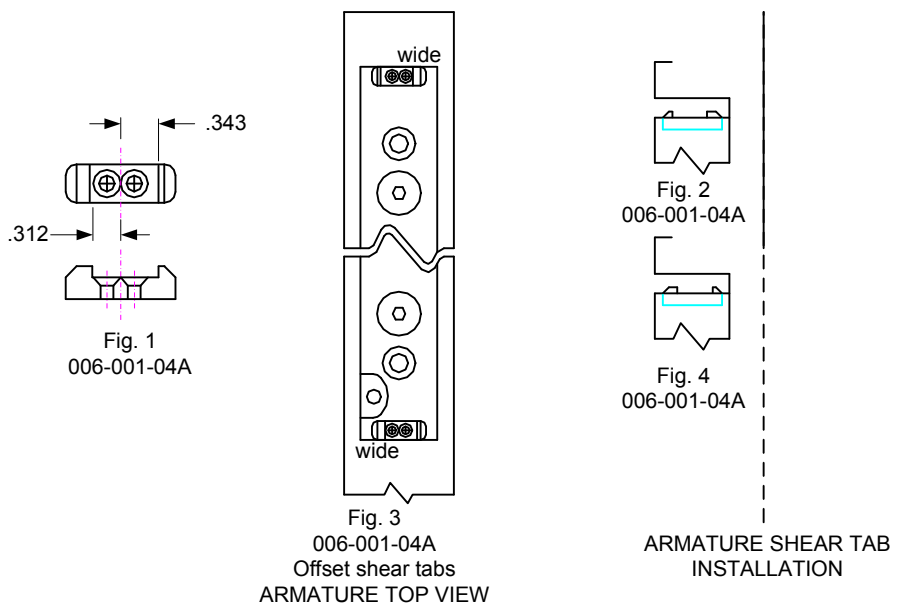 .343
.312
Fig. 1
006-001-04A
wide
wide
Fig. 3
006-001-04A
Offset shear tabs
ARMATURE TOP VIEW
Fig. 2
006-001-04A
Fig. 4
006-001-04A
ARMATURE SHEAR TAB
INSTALLATION